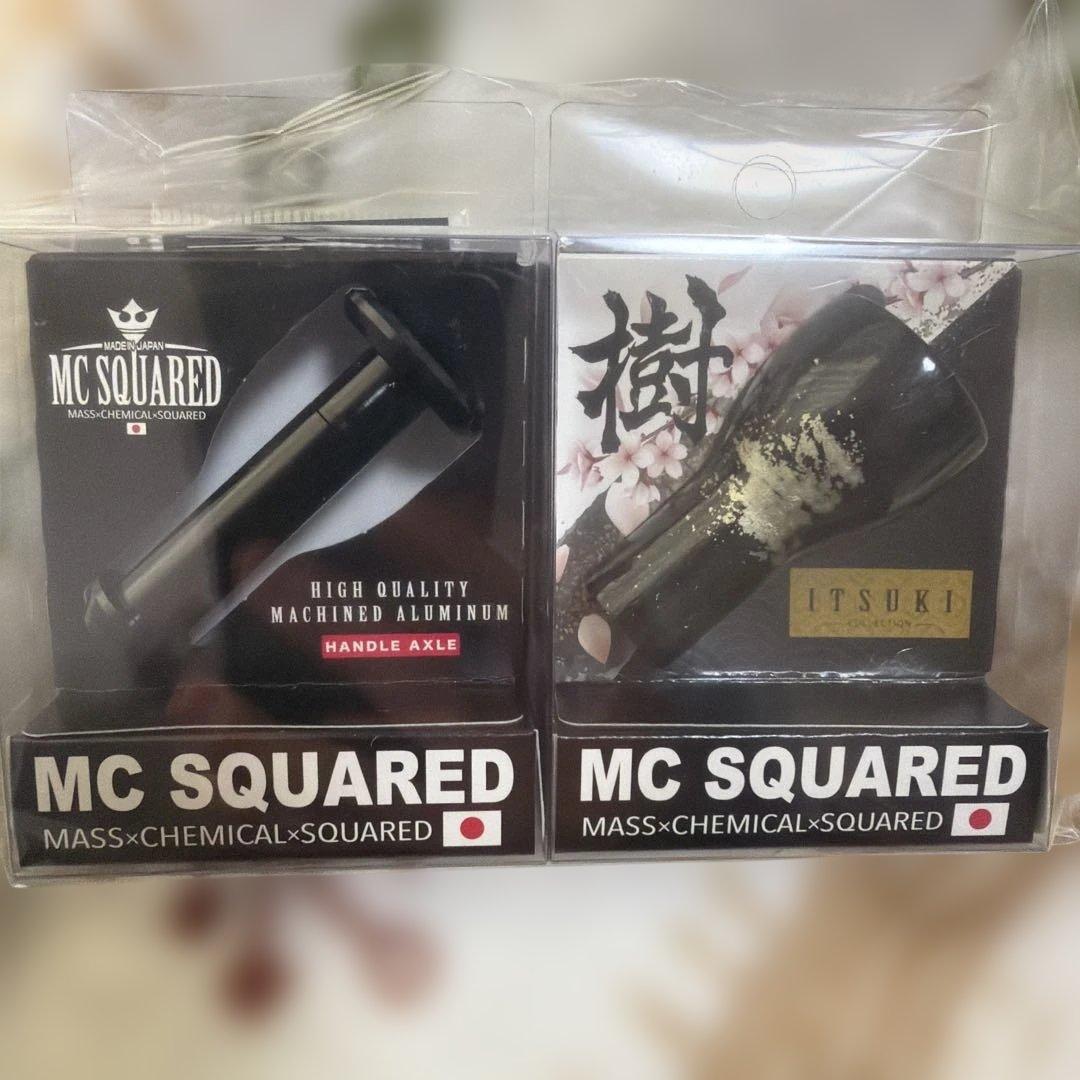 MADE IN JAPAN
MC SQUARED
MASS×CHEMICAL×SQUARED
HIGH QUALITY
MACHINED ALUMINUM
HANDLE AXLE
MC SQUARED
MASS×CHEMICAL×SQUARED
樹
ITSUKI
COLLECTION
MC SQUARED
MASS×CHEMICAL×SQUARED